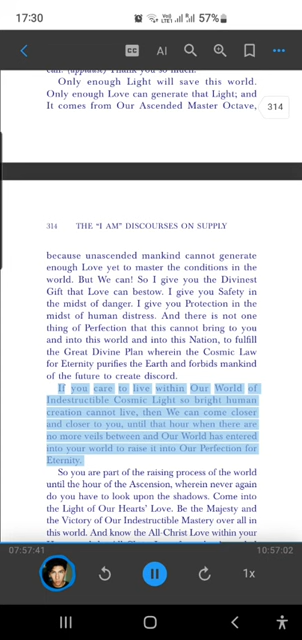 17:30
57%
CC
AI
can! (applause) Thank you so much.
Only enough Light will save this world.
Only enough Love can generate that Light; and
It comes from Our Ascended Master Octave,
314
314 THE "I AM" DISCOURSES ON SUPPLY
because unascended mankind cannot generate
enough Love yet to master the conditions in the
world. But We can! So I give you the Divinest
Gift that Love can bestow. I give you Safety in
the midst of danger. I give you Protection in the
midst of human distress. And there is not one
thing of Perfection that this cannot bring to you
and into this world and into this Nation, to fulfill
the Great Divine Plan wherein the Cosmic Law
for Eternity purifies the Earth and forbids mankind
of the future to create discord.
If you care to live within Our World of
Indestructible Cosmic Light so bright human
creation cannot live, then We can come closer
and closer to you, until that hour when there are
no more veils between and Our World has entered
into your world to raise it into Our Perfection for
Eternity.
So you are part of the raising process of the world
until the hour of the Ascension, wherein never again
do you have to look upon the shadows. Come into
the Light of Our Hearts' Love. Be the Majesty and
the Victory of Our Indestructible Mastery over all in
this world. And know the All-Christ Love within your
07:57:41
10:57:02
1x